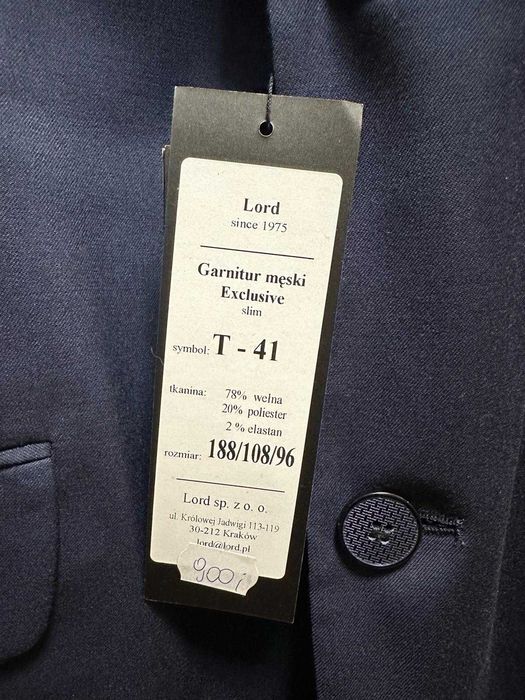 Lord
since 1975
Garnitur męski
Exclusive
slim
symbol: T - 41
tkanina: 78% wełna
20% poliester
2 % elastan
rozmiar: 188/108/96
Lord sp. z o. o.
ul. Królowej Jadwigi 113-119
30-212 Kraków
lord@lord.pl
900,-